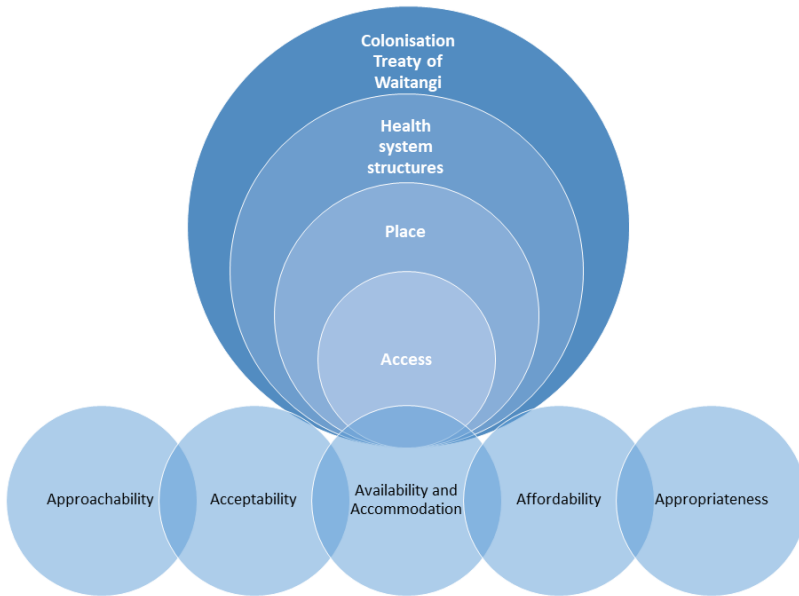 Colonisation
Treaty of
Waitangi
Health
system
structures
Place
Access
Approachability
Acceptability
Availability and
Accommodation
Affordability
Appropriateness